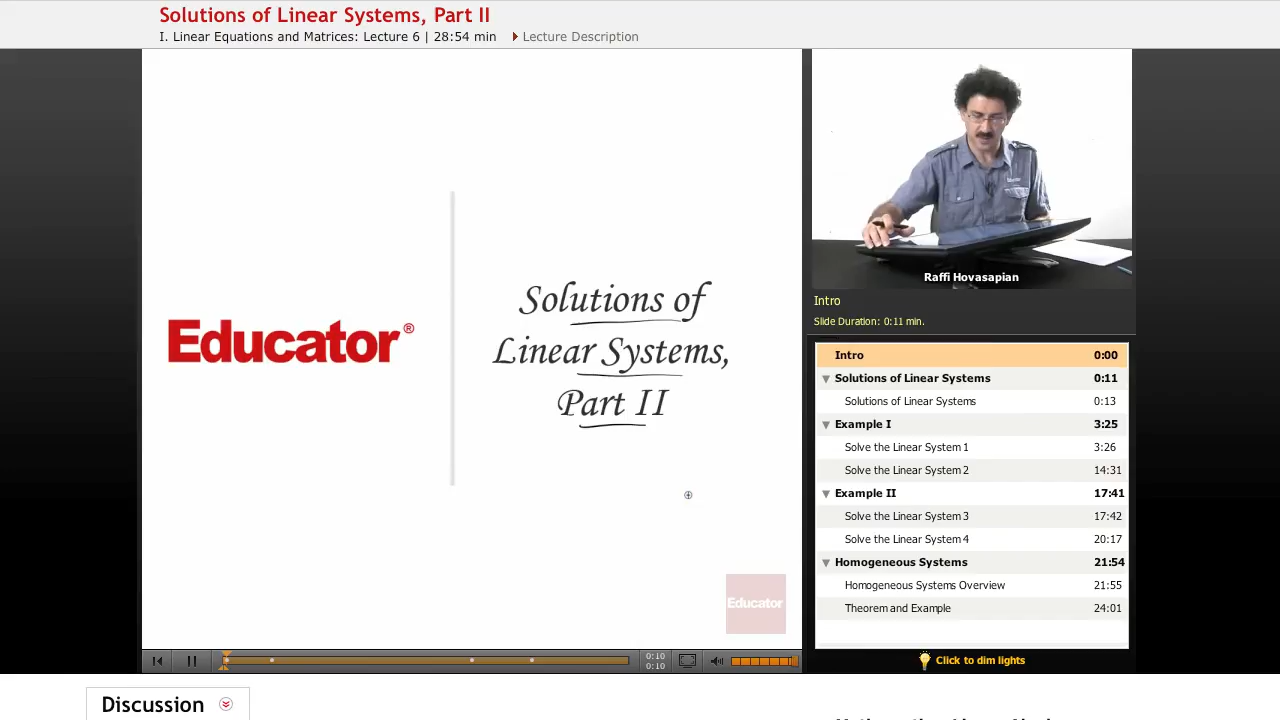 Solutions of Linear Systems, Part II
I. Linear Equations and Matrices: Lecture 6 | 28:54 min Lecture Description
Educator®
Solutions of
Linear Systems,
Part II
Educator
0:10
0:10
Raffi Hovasapian
Intro
Slide Duration: 0:11 min.
Intro 0:00
Solutions of Linear Systems 0:11
Solutions of Linear Systems 0:13
Example I 3:25
Solve the Linear System 1 3:26
Solve the Linear System 2 14:31
Example II 17:41
Solve the Linear System 3 17:42
Solve the Linear System 4 20:17
Homogeneous Systems 21:54
Homogeneous Systems Overview 21:55
Theorem and Example 24:01
Click to dim lights
Discussion